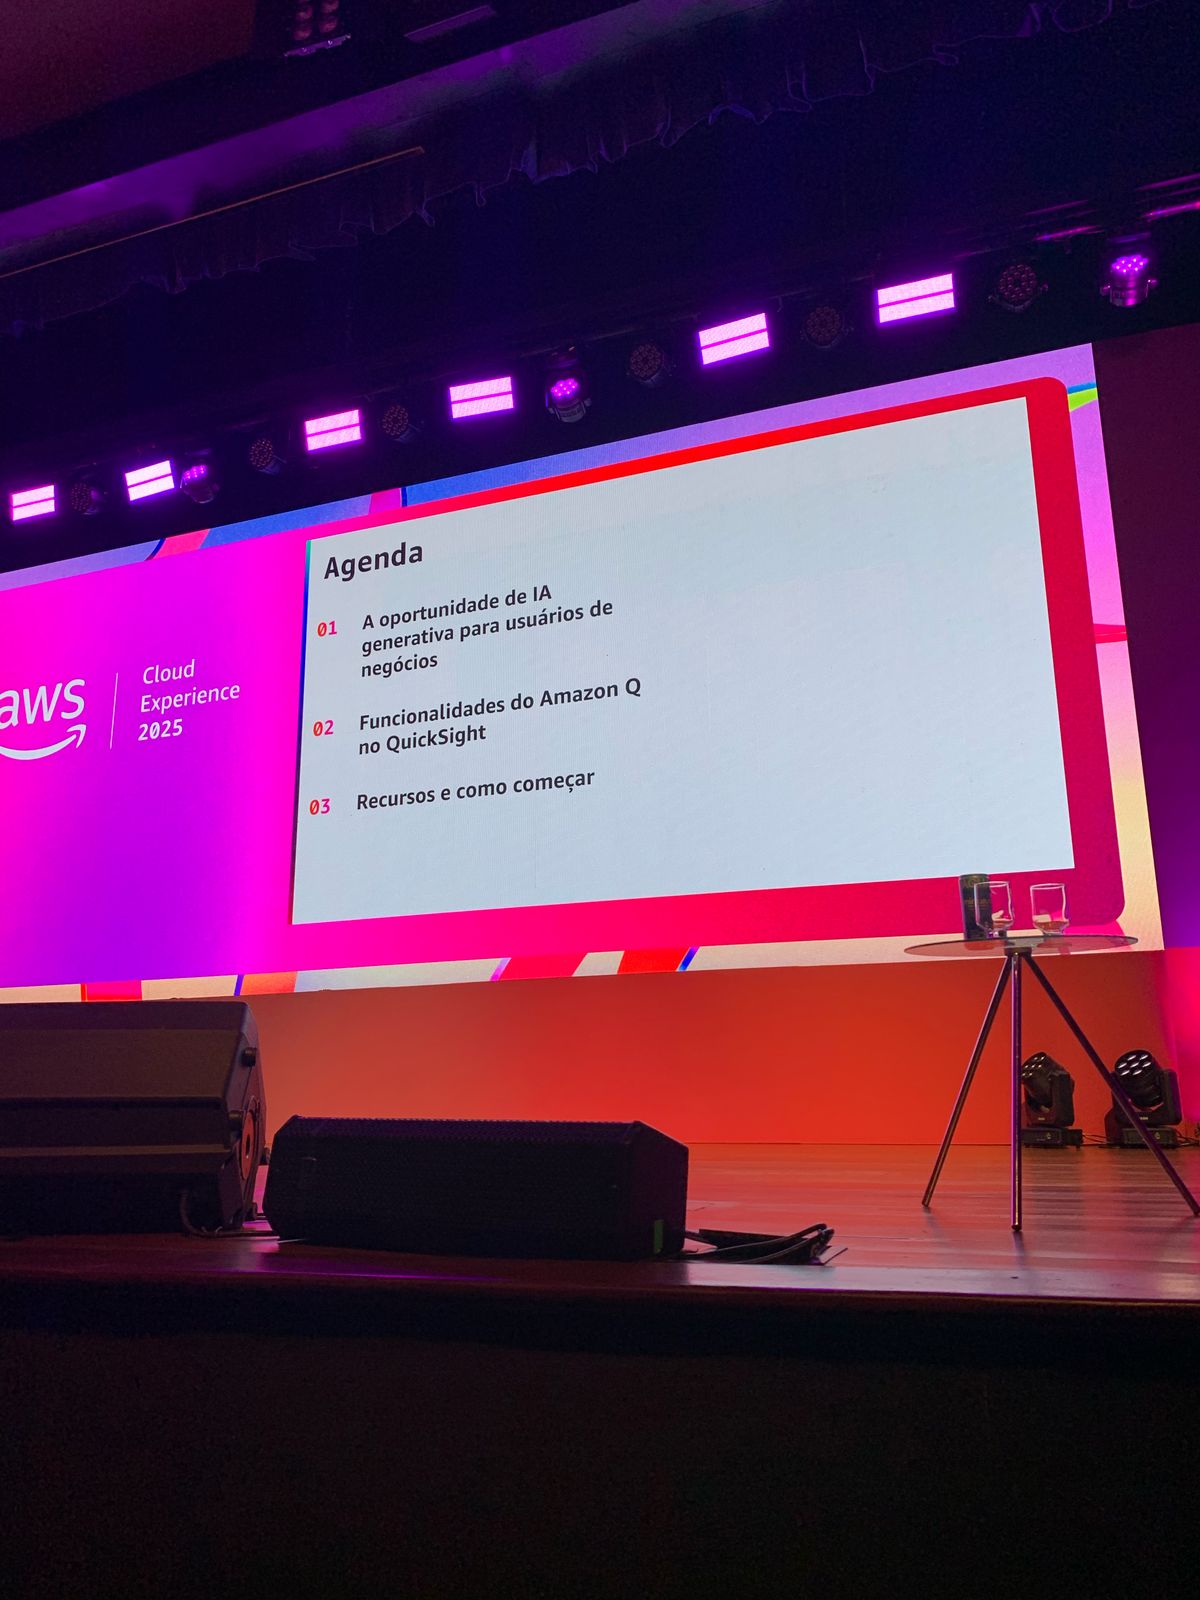 aws
Cloud
Experience
2025
Agenda
01
A oportunidade de IA
generativa para usuários de
negócios
02
Funcionalidades do Amazon Q
no QuickSight
03
Recursos e como começar